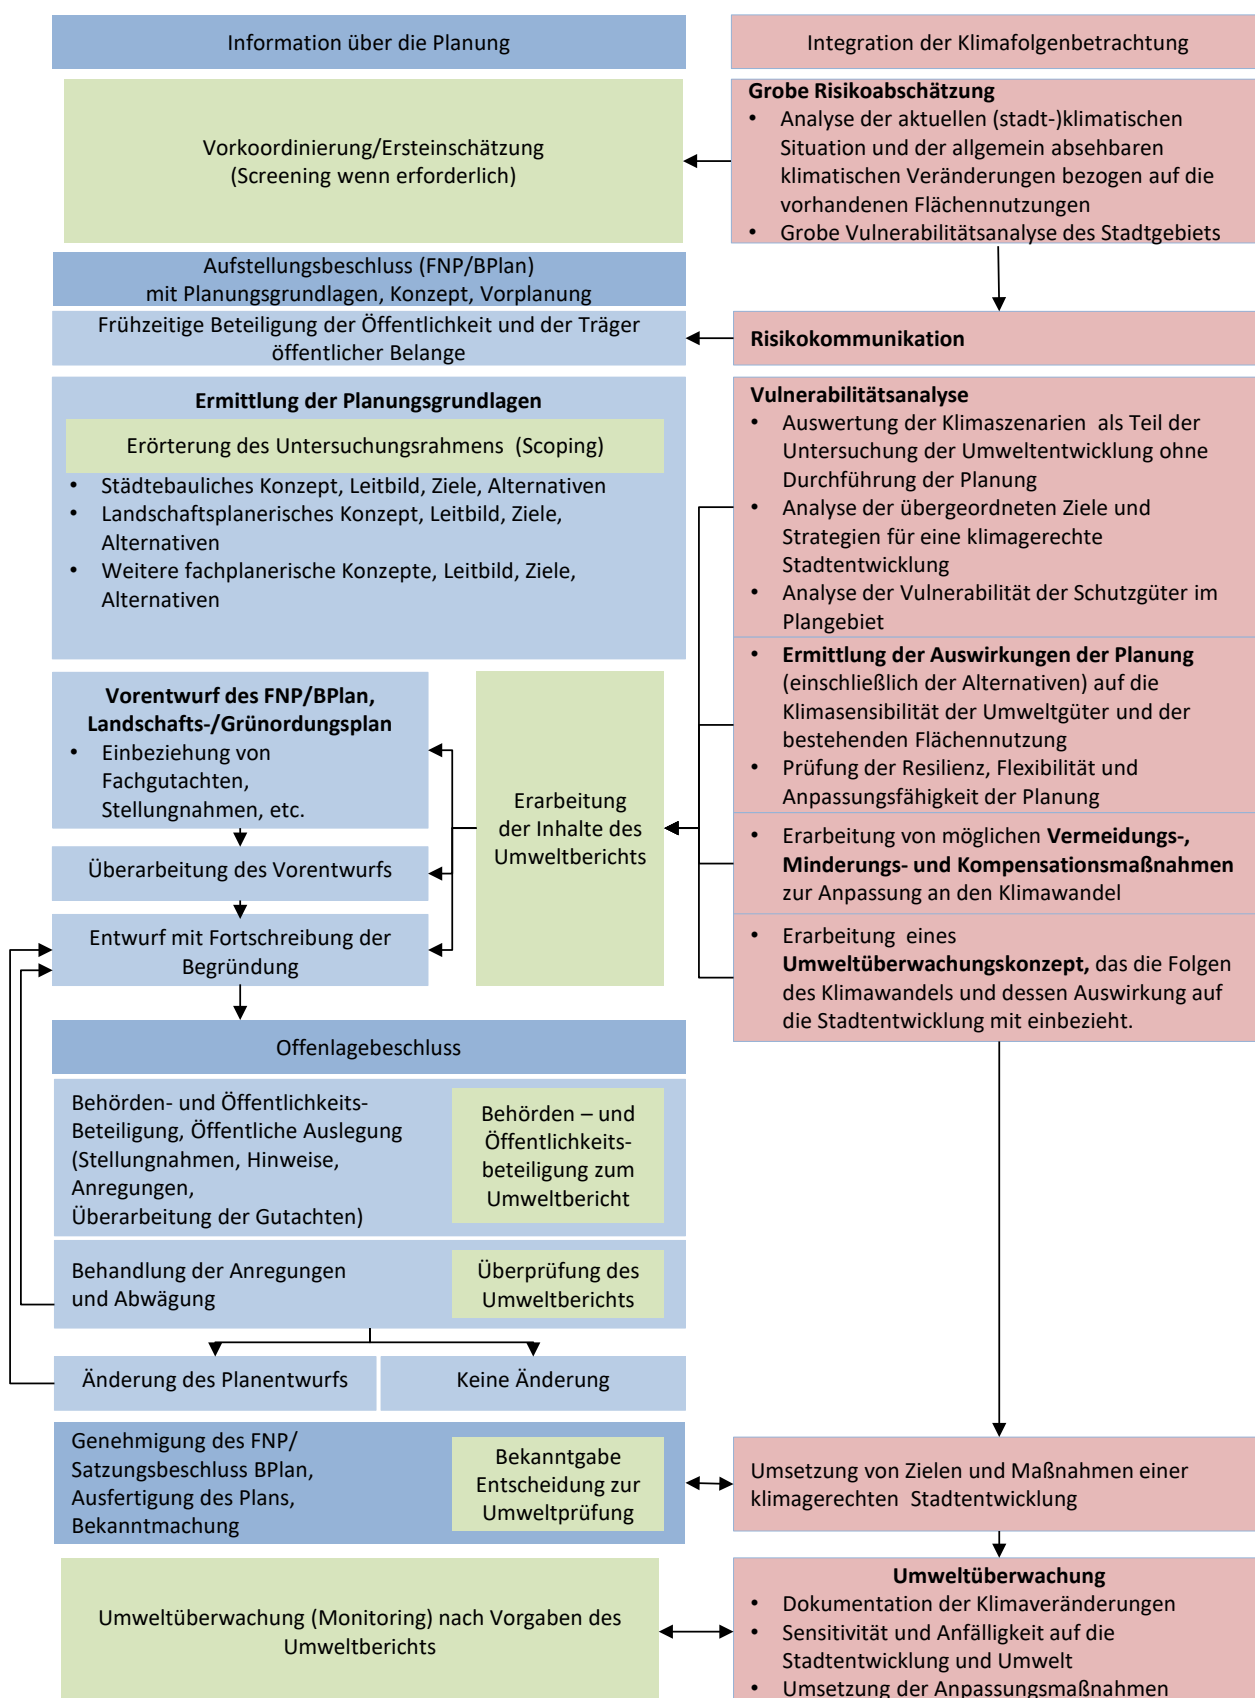 Information über die Planung
Integration der Klimafolgenbetrachtung
Vorkoordinierung/Ersteinschätzung
(Screening wenn erforderlich)
Grobe Risikoabschätzung
• Analyse der aktuellen (stadt-)klimatischen
Situation und der allgemein absehbaren
klimatischen Veränderungen bezogen auf die
vorhandenen Flächennutzungen
• Grobe Vulnerabilitätsanalyse des Stadtgebiets
Aufstellungsbeschluss (FNP/BPlan)
mit Planungsgrundlagen, Konzept, Vorplanung
Frühzeitige Beteiligung der Öffentlichkeit und der Träger
öffentlicher Belange
Risikokommunikation
Ermittlung der Planungsgrundlagen
Erörterung des Untersuchungsrahmens (Scoping)
• Städtebauliches Konzept, Leitbild, Ziele, Alternativen
• Landschaftsplanerisches Konzept, Leitbild, Ziele,
Alternativen
• Weitere fachplanerische Konzepte, Leitbild, Ziele,
Alternativen
Vulnerabilitätsanalyse
• Auswertung der Klimaszenarien als Teil der
Untersuchung der Umweltentwicklung ohne
Durchführung der Planung
• Analyse der übergeordneten Ziele und
Strategien für eine klimagerechte
Stadtentwicklung
• Analyse der Vulnerabilität der Schutzgüter im
Plangebiet
• Ermittlung der Auswirkungen der Planung
(einschließlich der Alternativen) auf die
Klimasensibilität der Umweltgüter und der
bestehenden Flächennutzung
• Prüfung der Resilienz, Flexibilität und
Anpassungsfähigkeit der Planung
• Erarbeitung von möglichen Vermeidungs-,
Minderungs- und Kompensationsmaßnahmen
zur Anpassung an den Klimawandel
• Erarbeitung eines
Umweltüberwachungskonzept, das die Folgen
des Klimawandels und dessen Auswirkung auf
die Stadtentwicklung mit einbezieht.
Vorentwurf des FNP/BPlan,
Landschafts-/Grünordungsplan
• Einbeziehung von
Fachgutachten,
Stellungnahmen, etc.
Überarbeitung des Vorentwurfs
Entwurf mit Fortschreibung der
Begründung
Erarbeitung
der Inhalte des
Umweltberichts
Offenlagebeschluss
Behörden- und Öffentlichkeits-
Beteiligung, Öffentliche Auslegung
(Stellungnahmen, Hinweise,
Anregungen,
Überarbeitung der Gutachten)
Behörden – und
Öffentlichkeits-
beteiligung zum
Umweltbericht
Behandlung der Anregungen
und Abwägung
Überprüfung des
Umweltberichts
Änderung des Planentwurfs
Keine Änderung
Genehmigung des FNP/
Satzungsbeschluss BPlan,
Ausfertigung des Plans,
Bekanntmachung
Bekanntgabe
Entscheidung zur
Umweltprüfung
Umsetzung von Zielen und Maßnahmen einer
klimagerechten Stadtentwicklung
Umweltüberwachung (Monitoring) nach Vorgaben des
Umweltberichts
Umweltüberwachung
• Dokumentation der Klimaveränderungen
• Sensitivität und Anfälligkeit auf die
Stadtentwicklung und Umwelt
• Umsetzung der Anpassungsmaßnahmen